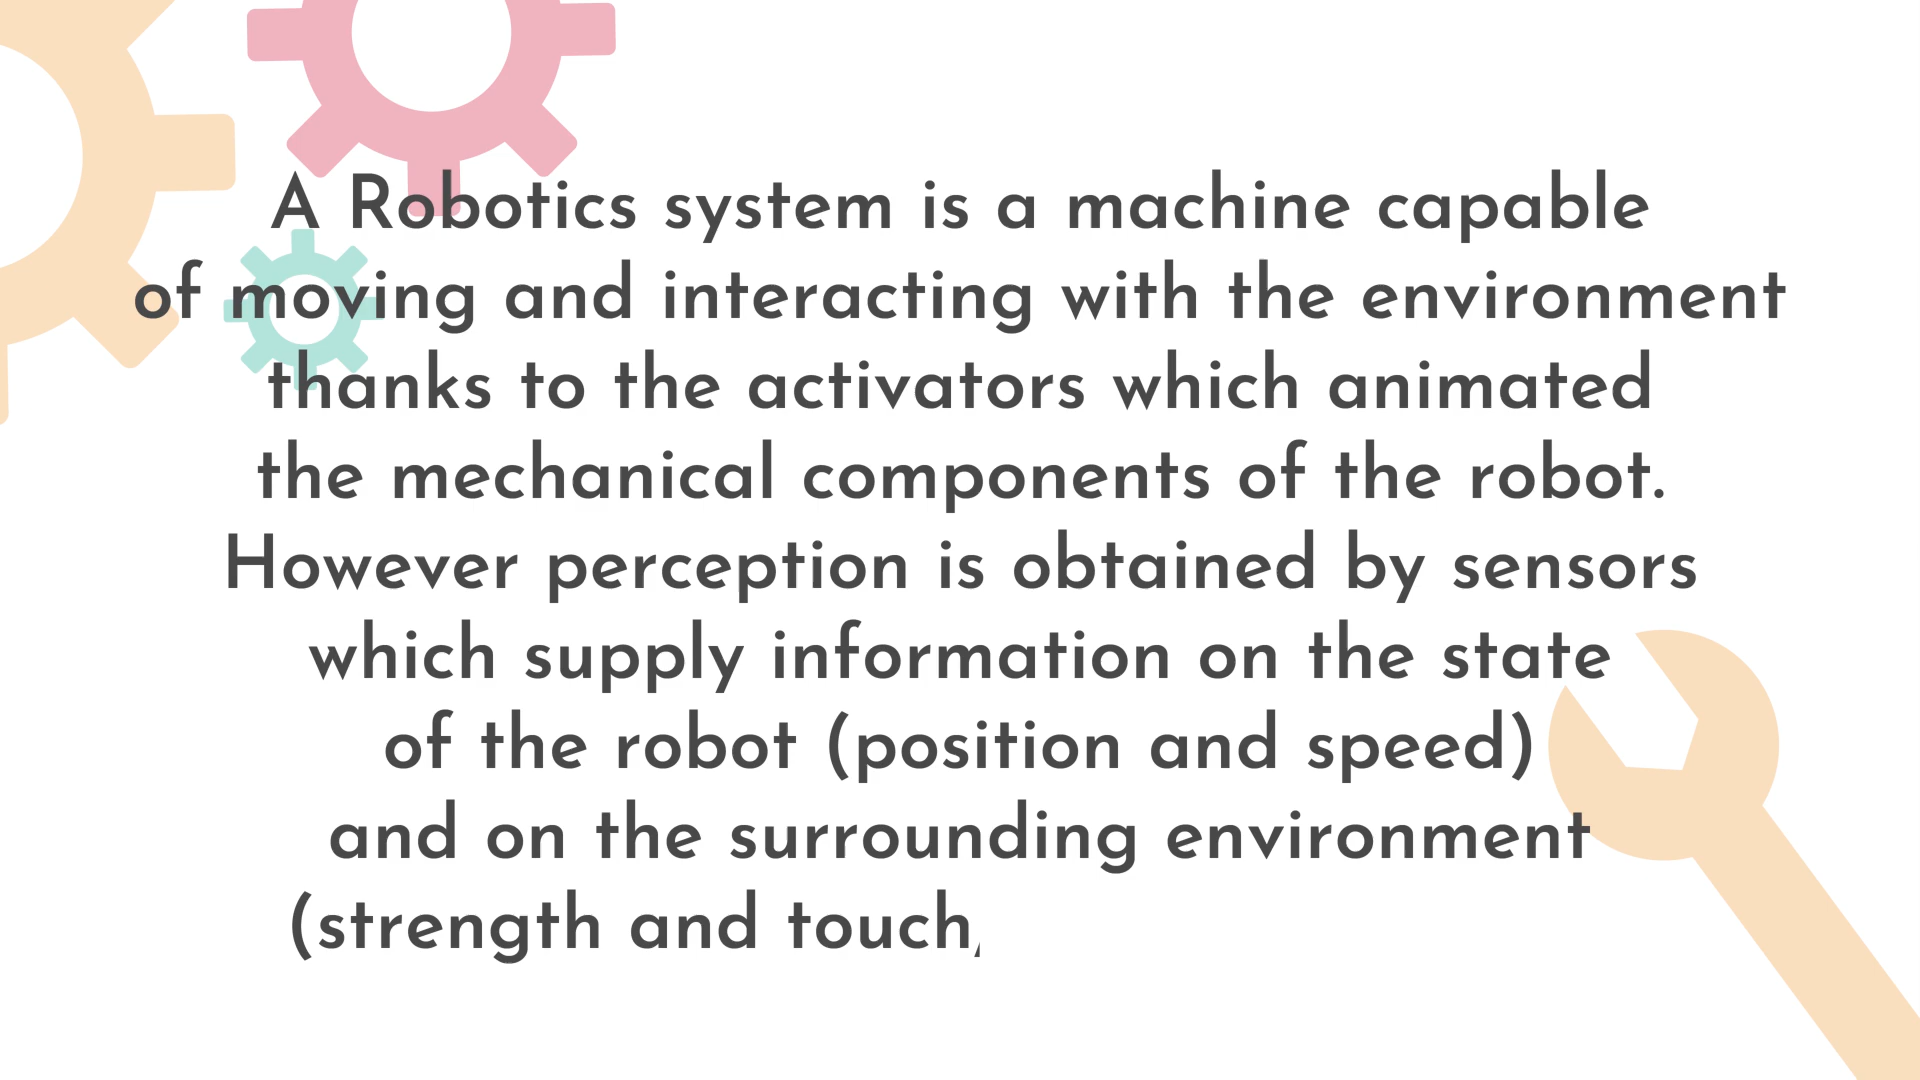 A Robotics system is a machine capable
of moving and interacting with the environment
thanks to the activators which animated
the mechanical components of the robot.
However perception is obtained by sensors
which supply information on the state
of the robot (position and speed)
and on the surrounding environment
(strength and touch,